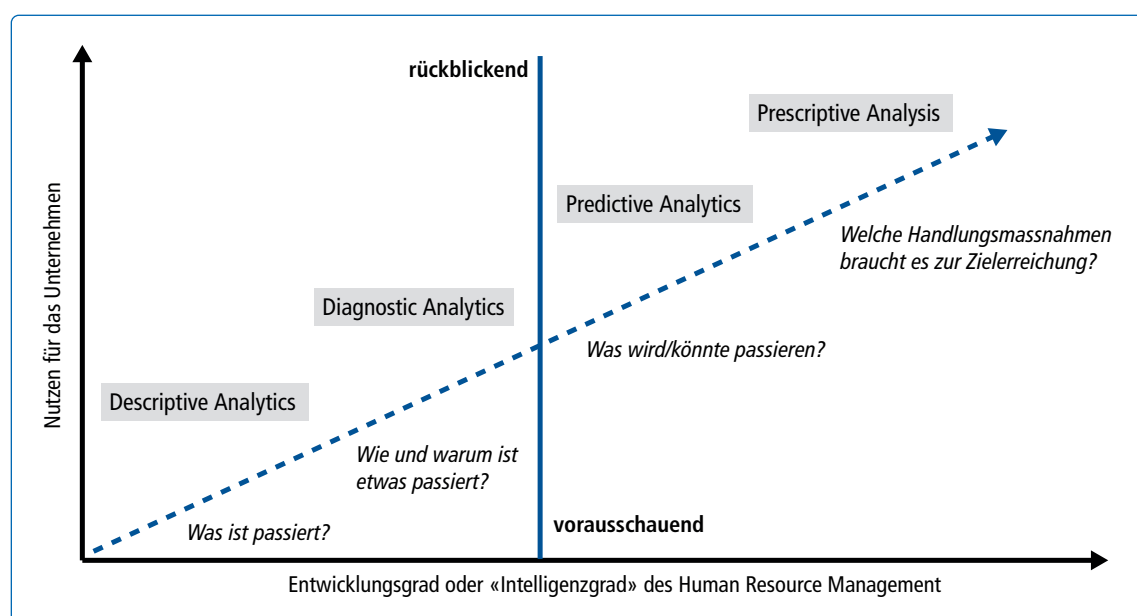 rückblickend
Prescriptive Analysis
Predictive Analytics
Welche Handlungsmassnahmen
braucht es zur Zielerreichung?
Diagnostic Analytics
Was wird/könnte passieren?
Descriptive Analytics
Wie und warum ist
etwas passiert?
Was ist passiert?
vorausschauend
Nutzen für das Unternehmen
Entwicklungsgrad oder «Intelligenzgrad» des Human Resource Management